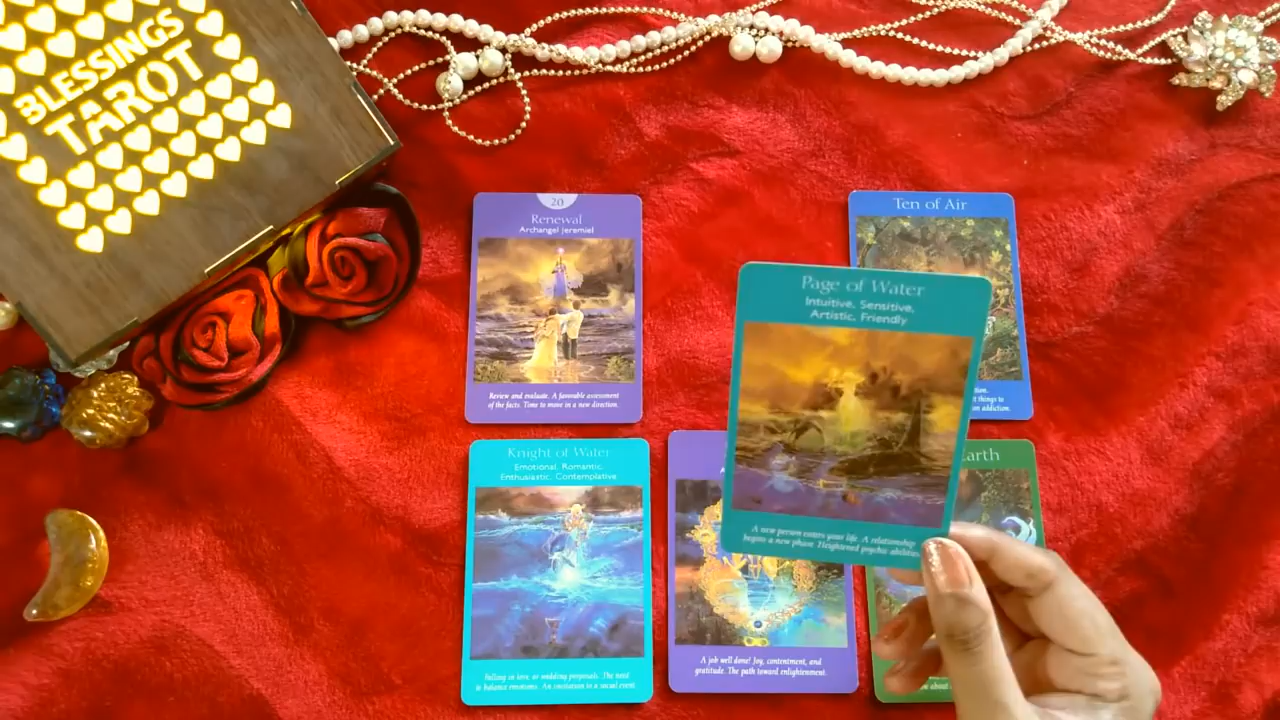 BLESSINGS
TAROT
20
Renewal
Archangel Jeremiel
Review and evaluate. A favorable assessment
of the facts. Time to move in a new direction.
Ten of Air
Page of Water
Intuitive, Sensitive,
Artistic, Friendly
A new person enters your life. A relationship
begins a new phase. Heightened psychic abilities.
Knight of Water
Emotional, Romantic,
Enthusiastic, Contemplative
Falling in love, or wedding proposals. The need
to balance emotions. An invitation to a social event
A job well done! Joy, contentment, and
gratitude. The path toward enlightenment.
Earth